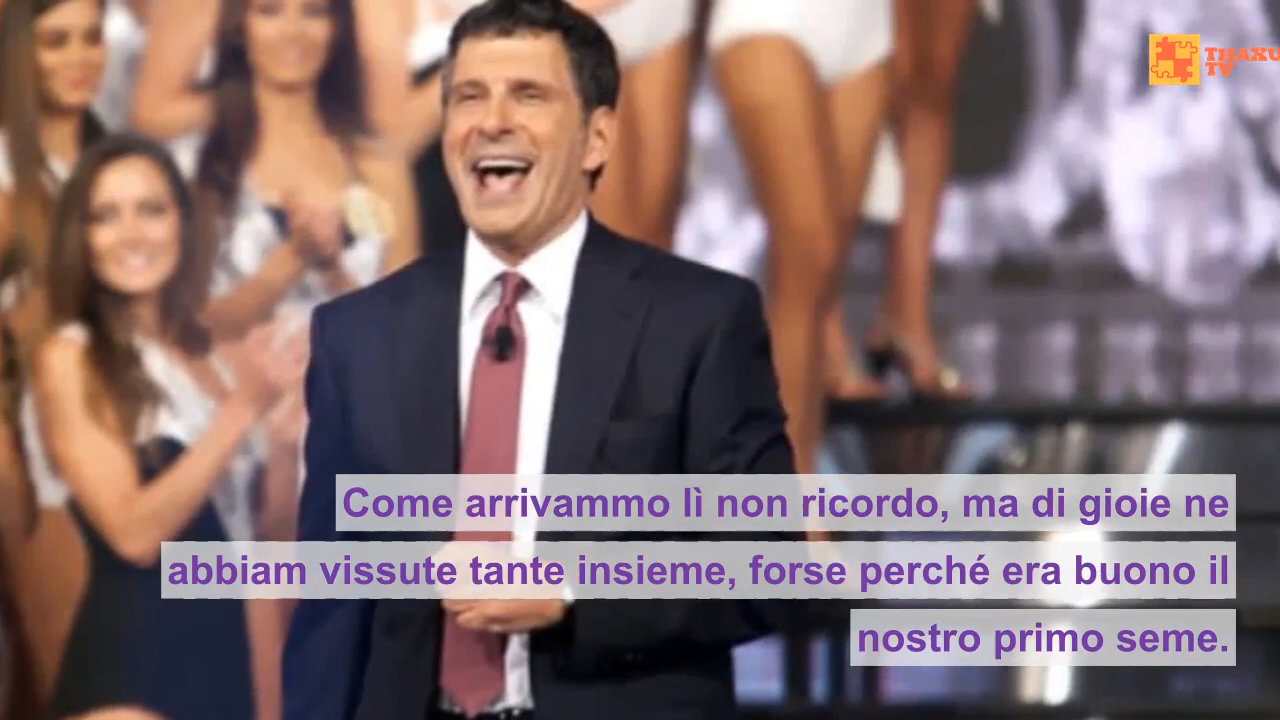 THAXU
TV
Come arrivammo lì non ricordo, ma di gioie ne
abbiam vissute tante insieme, forse perché era buono il
nostro primo seme.